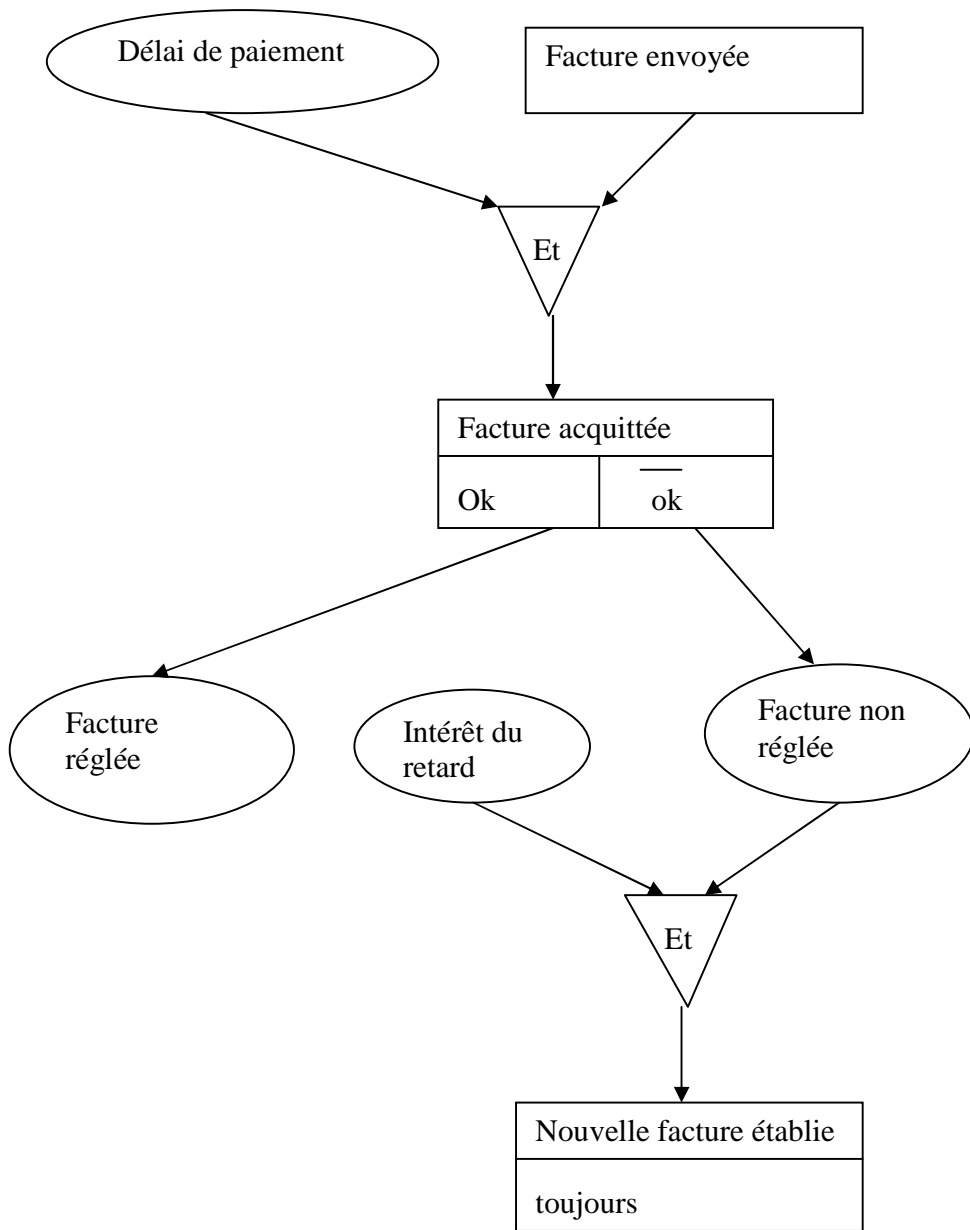 Délai de paiement
Facture envoyée
Et
Facture acquittée
Ok
ok
Facture
réglée
Intérêt du
retard
Facture non
réglée
Et
Nouvelle facture établie
toujours